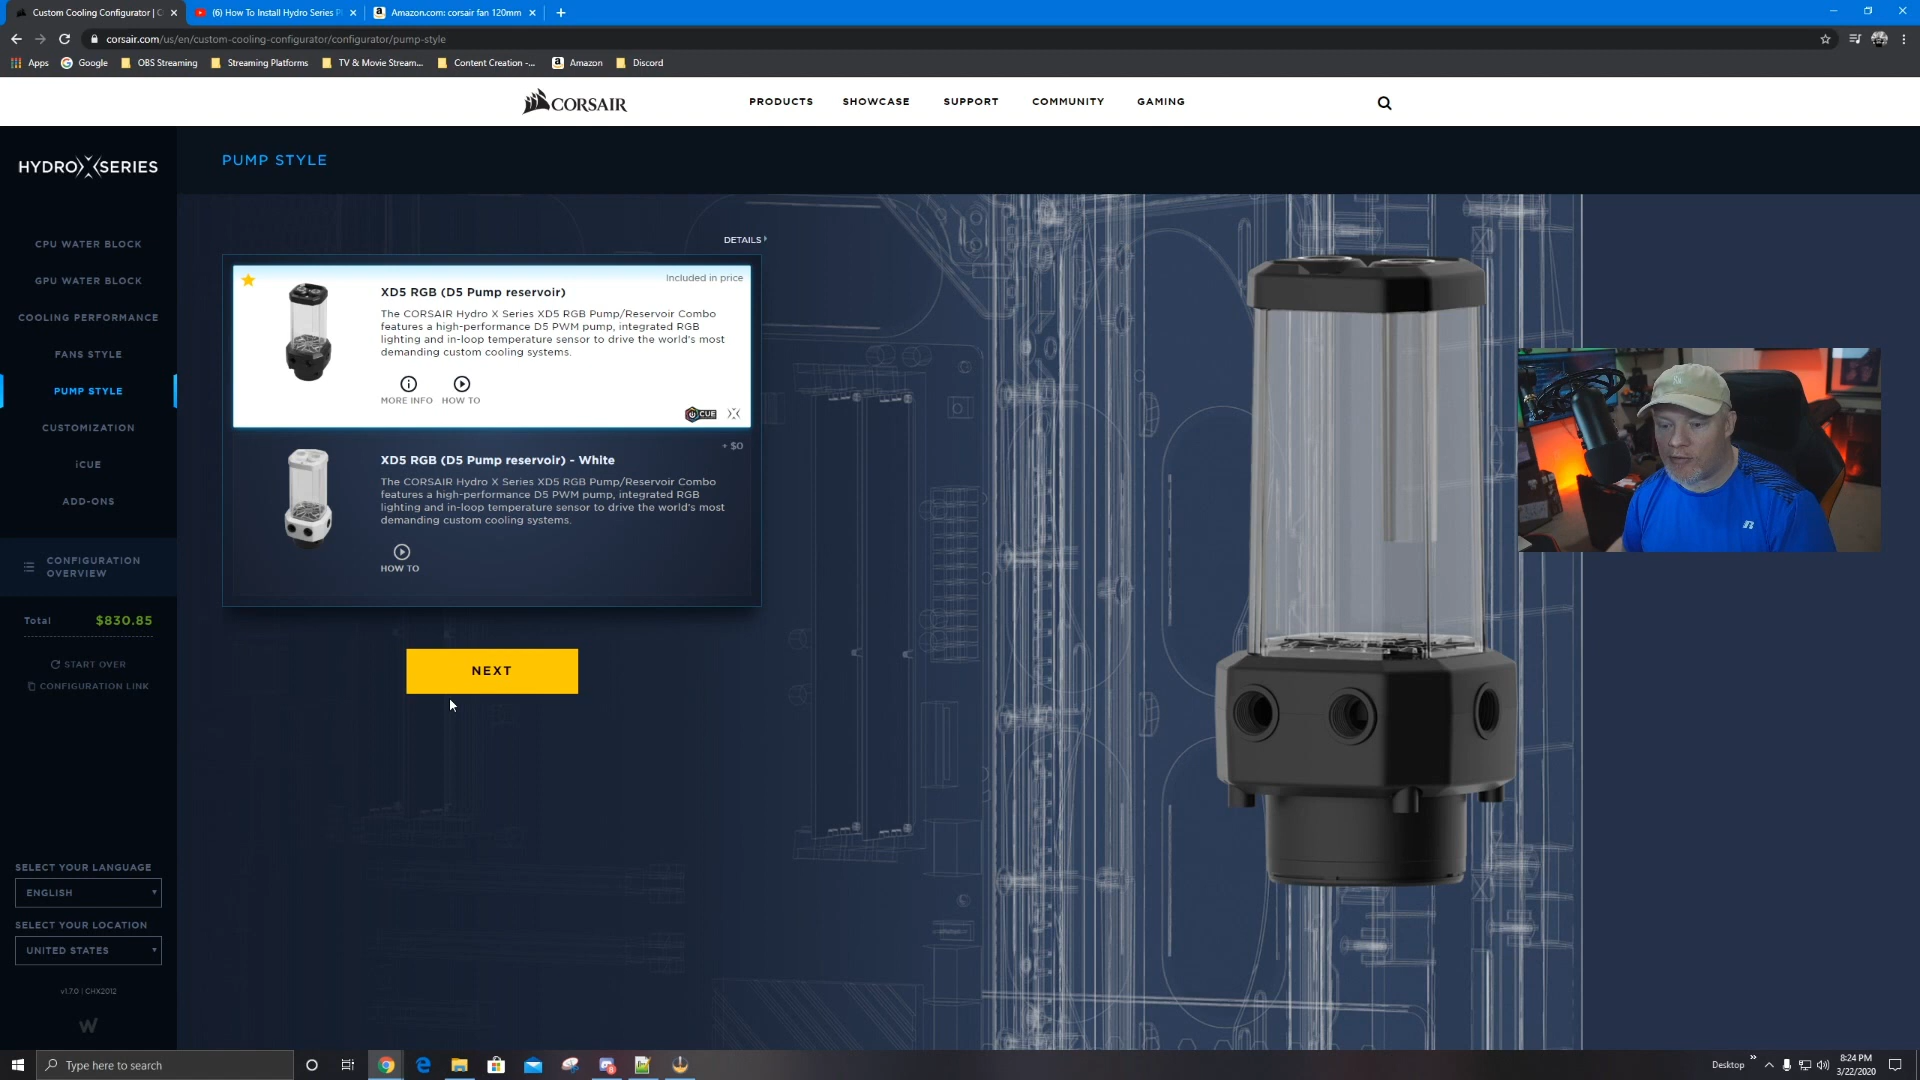 Custom Cooling Configurator | C
(6) How To Install Hydro Series P
Amazon.com: corsair fan 120mm
corsair.com/us/en/custom-cooling-configurator/configurator/pump-style
Apps
Google
OBS Streaming
Streaming Platforms
TV & Movie Stream...
Content Creation -...
Amazon
Discord
CORSAIR
PRODUCTS
SHOWCASE
SUPPORT
COMMUNITY
GAMING
HYDRO X SERIES
PUMP STYLE
CPU WATER BLOCK
GPU WATER BLOCK
COOLING PERFORMANCE
FANS STYLE
PUMP STYLE
CUSTOMIZATION
iCUE
ADD-ONS
CONFIGURATION
OVERVIEW
Total $830.85
START OVER
CONFIGURATION LINK
DETAILS
Included in price
XD5 RGB (D5 Pump reservoir)
The CORSAIR Hydro X Series XD5 RGB Pump/Reservoir Combo
features a high-performance D5 PWM pump, integrated RGB
lighting and in-loop temperature sensor to drive the world's most
demanding custom cooling systems.
MORE INFO
HOW TO
CUE
+ $0
XD5 RGB (D5 Pump reservoir) - White
The CORSAIR Hydro X Series XD5 RGB Pump/Reservoir Combo
features a high-performance D5 PWM pump, integrated RGB
lighting and in-loop temperature sensor to drive the world's most
demanding custom cooling systems.
HOW TO
NEXT
SELECT YOUR LANGUAGE
ENGLISH
SELECT YOUR LOCATION
UNITED STATES
v1.7.0 | CHX2012
W
Type here to search
Desktop
8:24 PM
3/22/2020